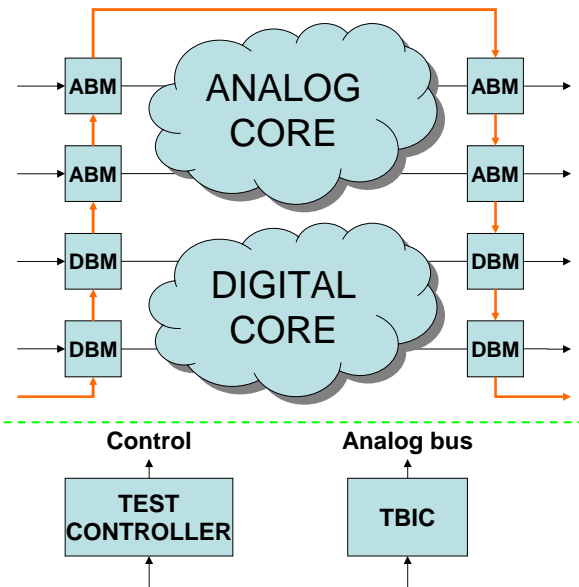 ABM
ANALOG
CORE
ABM
ABM
ABM
DBM
DIGITAL
CORE
DBM
DBM
DBM
Control
Analog bus
TEST
CONTROLLER
TBIC